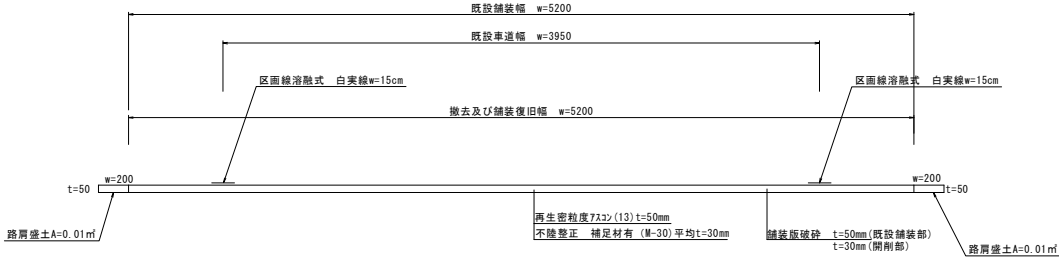 既設舗装幅 w=5200
既設車道幅 w=3950
区画線溶融式 白実線w=15cm
区画線溶融式 白実線w=15cm
撤去及び舗装復旧幅 w=5200
w=200
w=200
t=50
t=50
再生密粒度アスコン(13)t=50mm
不陸整正 補足材有 (M-30)平均t=30mm
舗装版破砕 t=50mm(既設舗装部)
t=30mm(開削部)
路肩盛土A=0.01㎡
路肩盛土A=0.01㎡